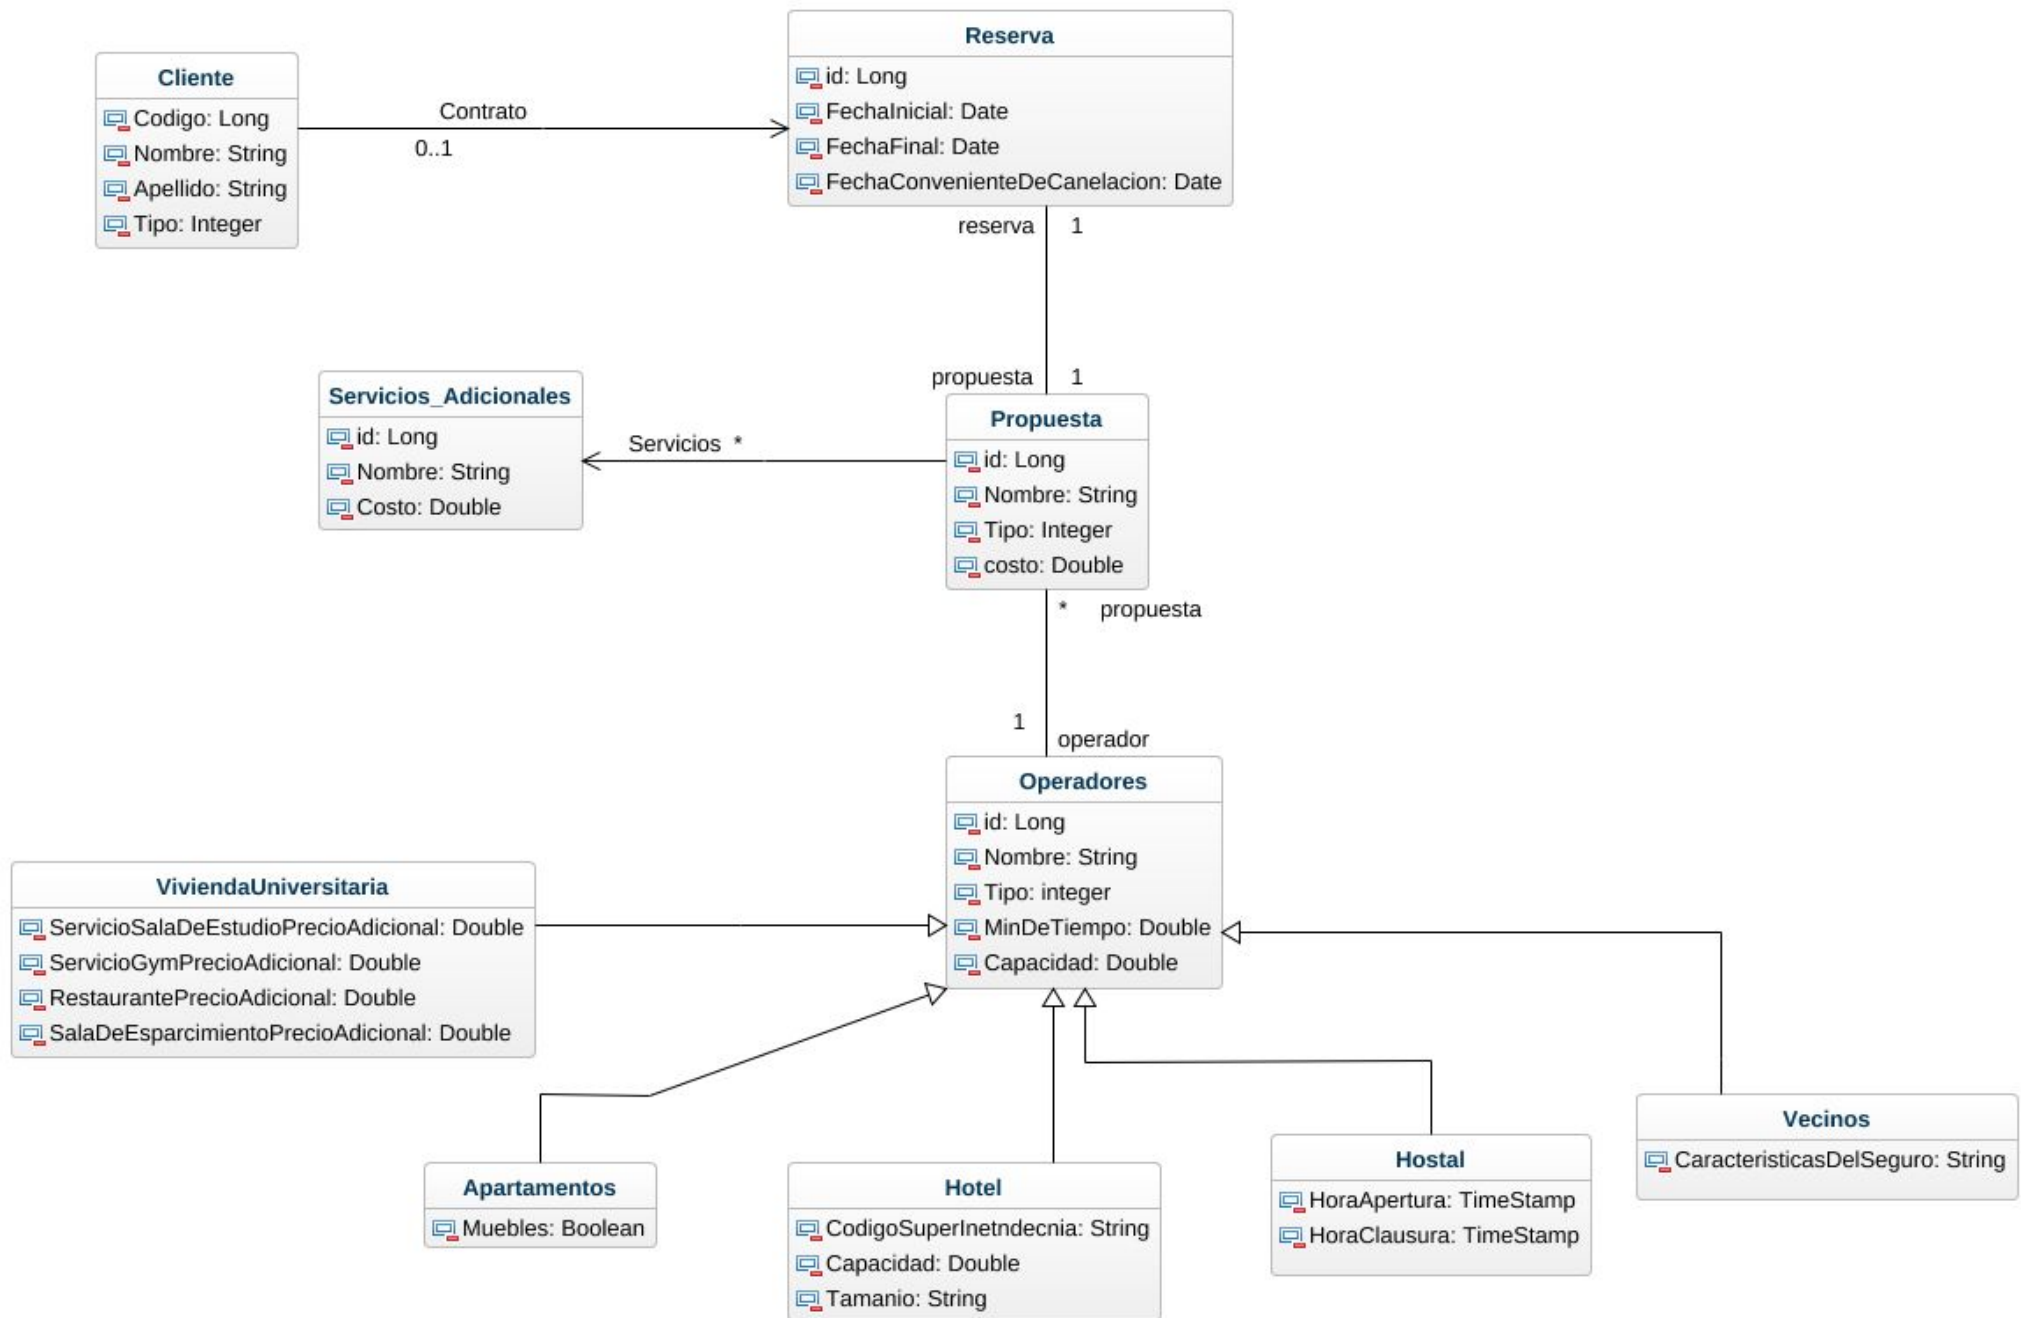 Reserva
id: Long
FechaInicial: Date
FechaFinal: Date
FechaConvenienteDeCanelacion: Date
Cliente
Codigo: Long
Nombre: String
Apellido: String
Tipo: Integer
Contrato
0..1
reserva 1
propuesta 1
Servicios_Adicionales
id: Long
Nombre: String
Costo: Double
Servicios *
Propuesta
id: Long
Nombre: String
Tipo: Integer
costo: Double
* propuesta
1
operador
Operadores
id: Long
Nombre: String
Tipo: integer
MinDeTiempo: Double
Capacidad: Double
ViviendaUniversitaria
ServicioSalaDeEstudioPrecioAdicional: Double
ServicioGymPrecioAdicional: Double
RestaurantePrecioAdicional: Double
SalaDeEsparcimientoPrecioAdicional: Double
Apartamentos
Muebles: Boolean
Hotel
CodigoSuperInetndecnia: String
Capacidad: Double
Tamanio: String
Hostal
HoraApertura: TimeStamp
HoraClausura: TimeStamp
Vecinos
CaracteristicasDelSeguro: String